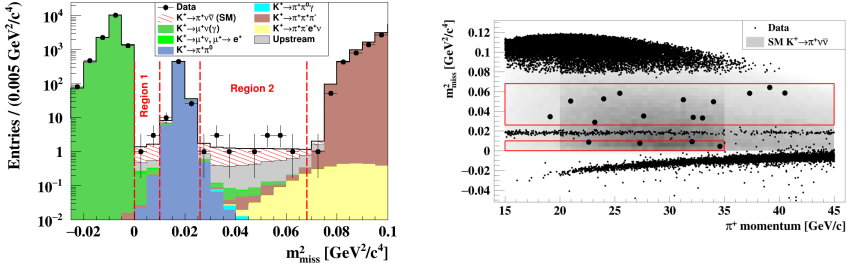 Entries / (0.005 GeV²/c⁴)
10⁴
10³
10²
10
1
10⁻¹
10⁻²
Data
K⁺→π⁺νν̄ (SM)
K⁺→μ⁺ν(γ)
K⁺→μ⁺ν, μ⁺→ e⁺
K⁺→π⁺π⁰
K⁺→π⁺π⁰γ
K⁺→π⁺π⁺π⁻
K⁺→π⁺π⁻e⁺ν
Upstream
Region 1
Region 2
−0.02 0 0.02 0.04 0.06 0.08 0.1
m²miss [GeV²/c⁴]
m²miss [GeV²/c⁴]
0.12
0.1
0.08
0.06
0.04
0.02
0
−0.02
−0.04
Data
SM K⁺→π⁺νν̄
15 20 25 30 35 40 45
π⁺ momentum [GeV/c]